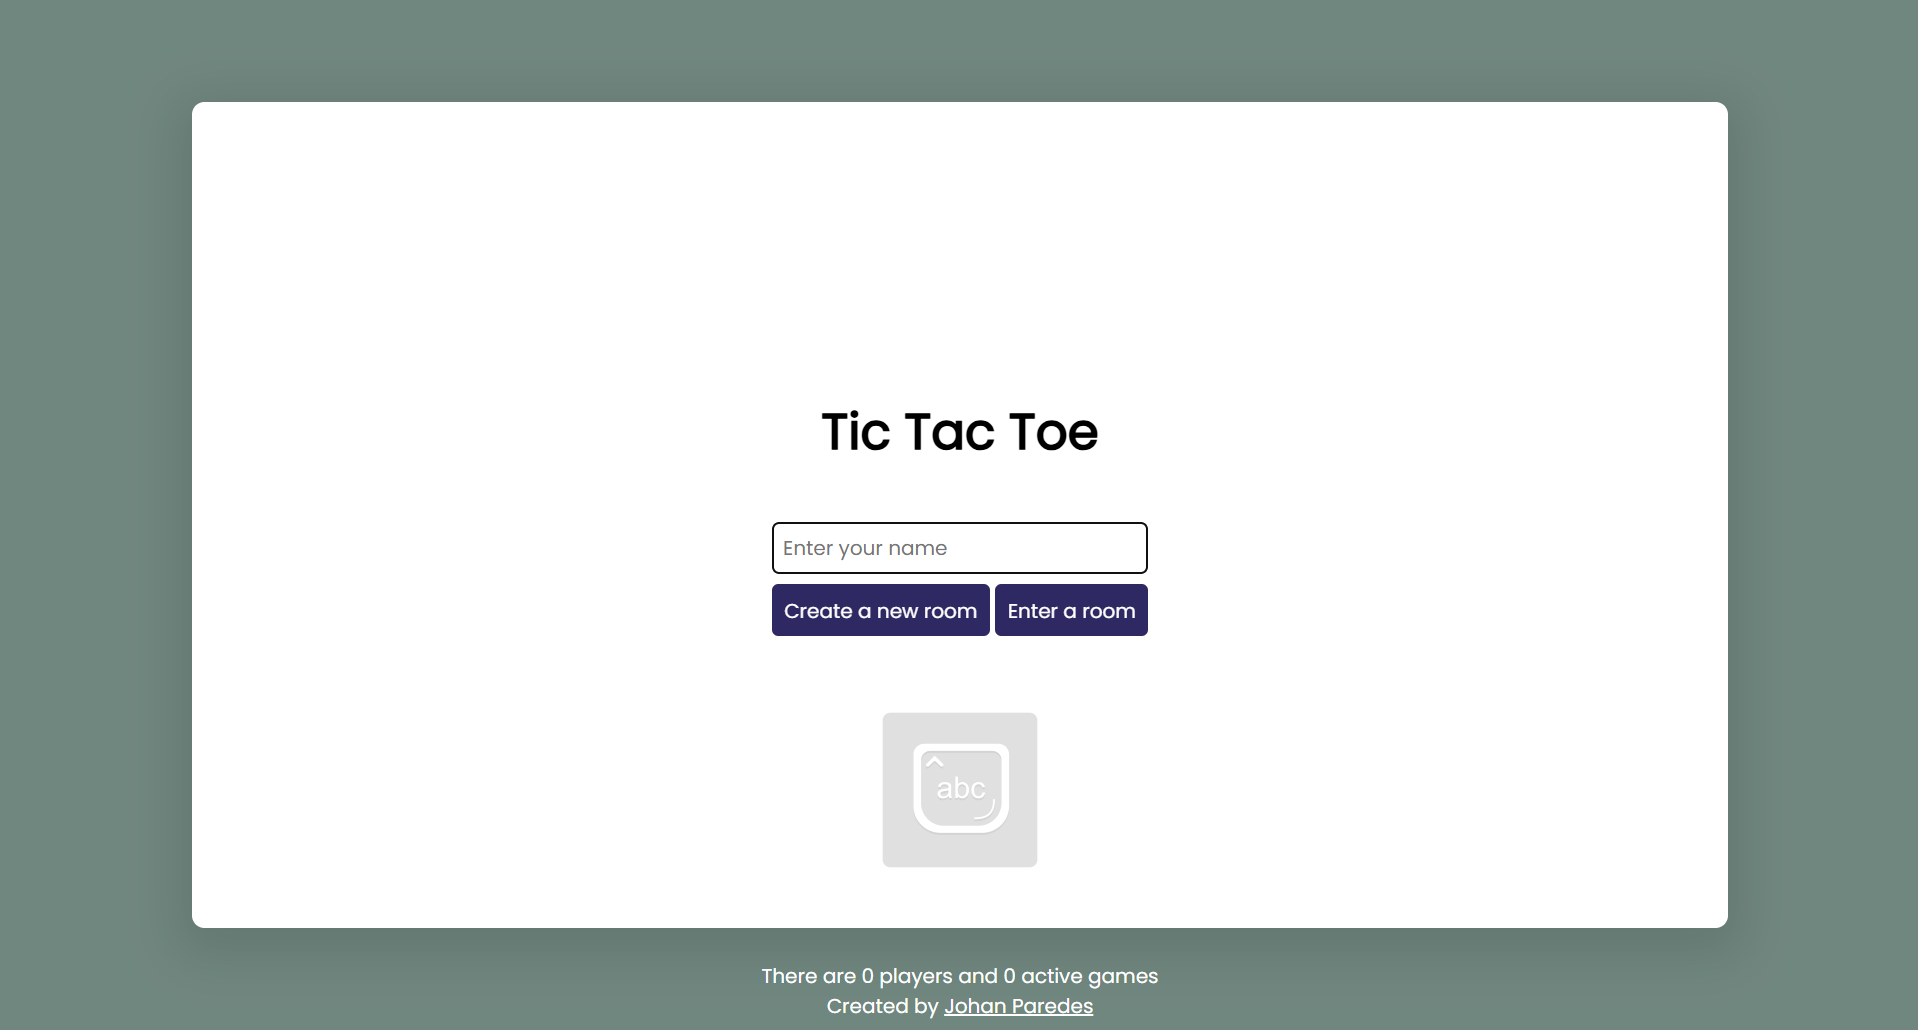 Tic Tac Toe
Enter your name
Create a new room Enter a room
abc
There are 0 players and 0 active games
Created by Johan Paredes